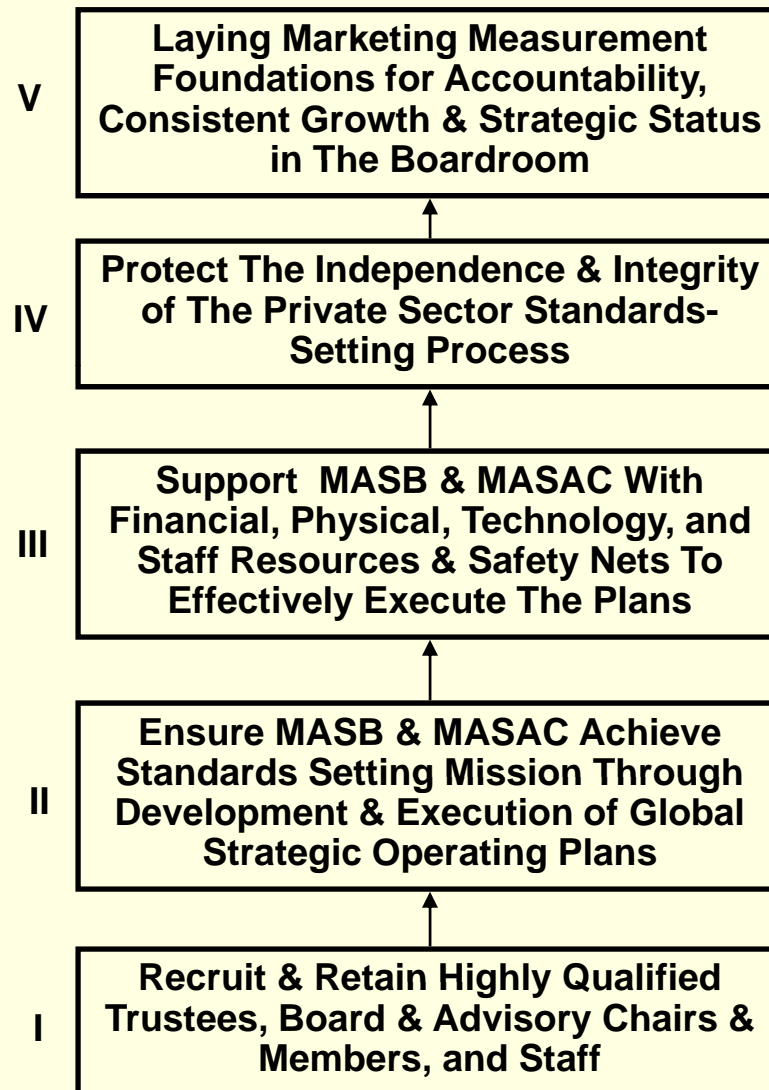 V
Laying Marketing Measurement
Foundations for Accountability,
Consistent Growth & Strategic Status
in The Boardroom
IV
Protect The Independence & Integrity
of The Private Sector Standards-
Setting Process
III
Support MASB & MASAC With
Financial, Physical, Technology, and
Staff Resources & Safety Nets To
Effectively Execute The Plans
II
Ensure MASB & MASAC Achieve
Standards Setting Mission Through
Development & Execution of Global
Strategic Operating Plans
I
Recruit & Retain Highly Qualified
Trustees, Board & Advisory Chairs &
Members, and Staff